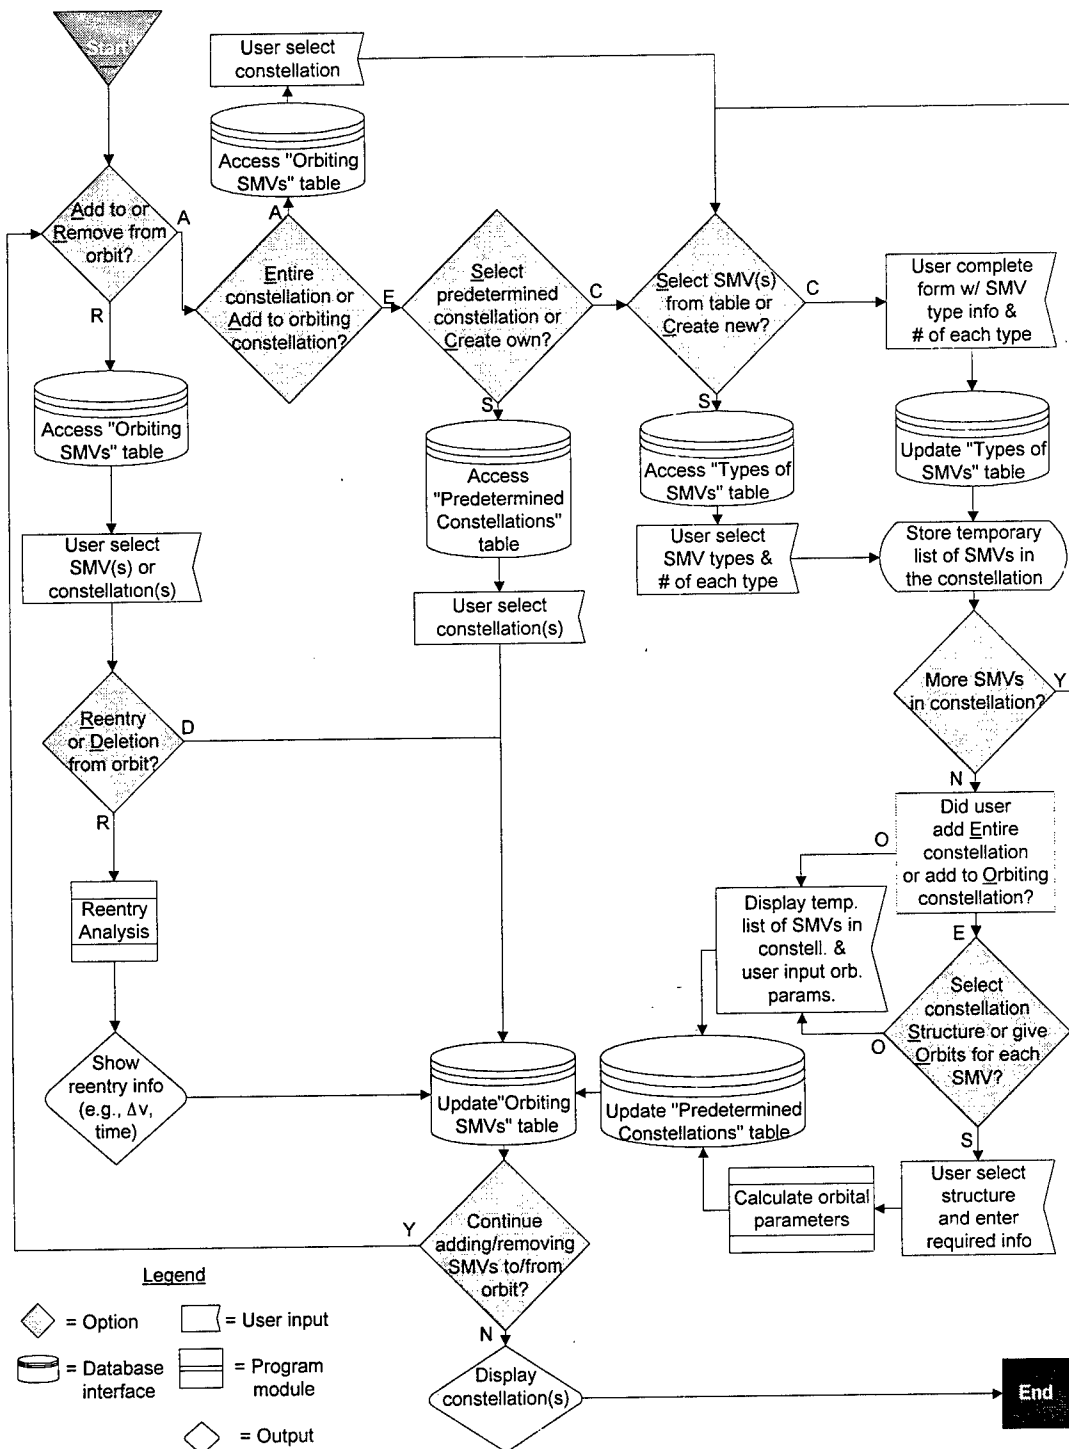 Start
User select
constellation
Access "Orbiting
SMVs" table
Add to or
Remove from
orbit?
A
R
A
Entire
constellation or
Add to orbiting
constellation?
E
Select
predetermined
constellation or
Create own?
C
S
Select SMV(s)
from table or
Create new?
C
S
User complete
form w/ SMV
type info &
# of each type
Access "Orbiting
SMVs" table
Access
"Predetermined
Constellations"
table
Access "Types of
SMVs" table
Update "Types of
SMVs" table
User select
SMV(s) or
constellation(s)
User select
constellation(s)
User select
SMV types &
# of each type
Store temporary
list of SMVs in
the constellation
More SMVs
in constellation?
Y
N
Reentry
or Deletion
from orbit?
D
R
Did user
add Entire
constellation
or add to Orbiting
constellation?
O
E
Reentry
Analysis
Display temp.
list of SMVs in
constell. &
user input orb.
params.
Select
constellation
Structure or give
Orbits for each
SMV?
O
S
Show
reentry info
(e.g., Δv,
time)
Update"Orbiting
SMVs" table
Update "Predetermined
Constellations" table
Calculate orbital
parameters
User select
structure
and enter
required info
Continue
adding/removing
SMVs to/from
orbit?
Y
N
Display
constellation(s)
End
Legend
= Option
= User input
= Database
interface
= Program
module
= Output